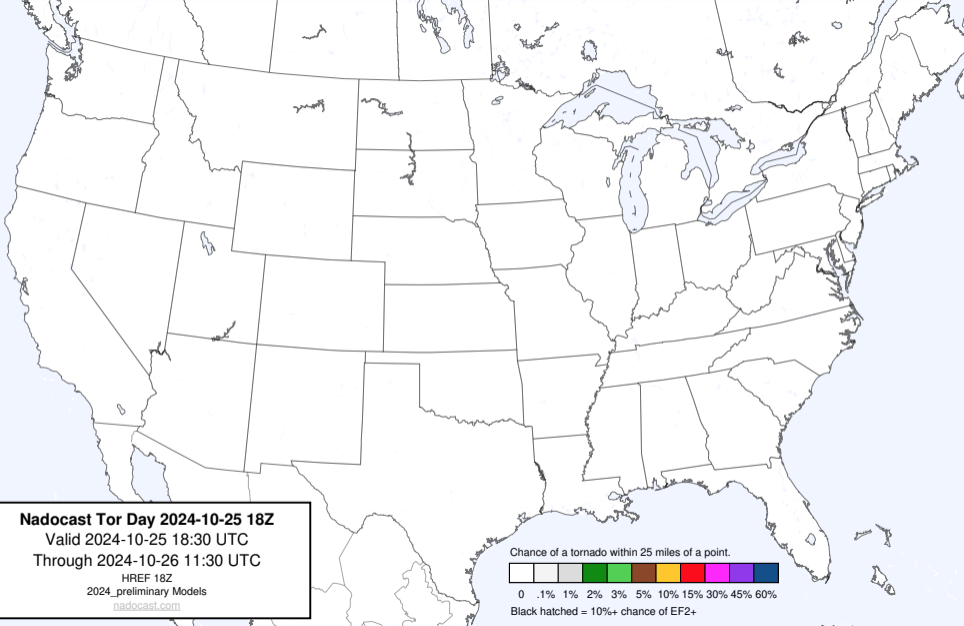 Nadocast Tor Day 2024-10-25 18Z
Valid 2024-10-25 18:30 UTC
Through 2024-10-26 11:30 UTC
HREF 18Z
2024_preliminary Models
nadocast.com
Chance of a tornado within 25 miles of a point.
0 .1% 1% 2% 3% 5% 10% 15% 30% 45% 60%
Black hatched = 10%+ chance of EF2+